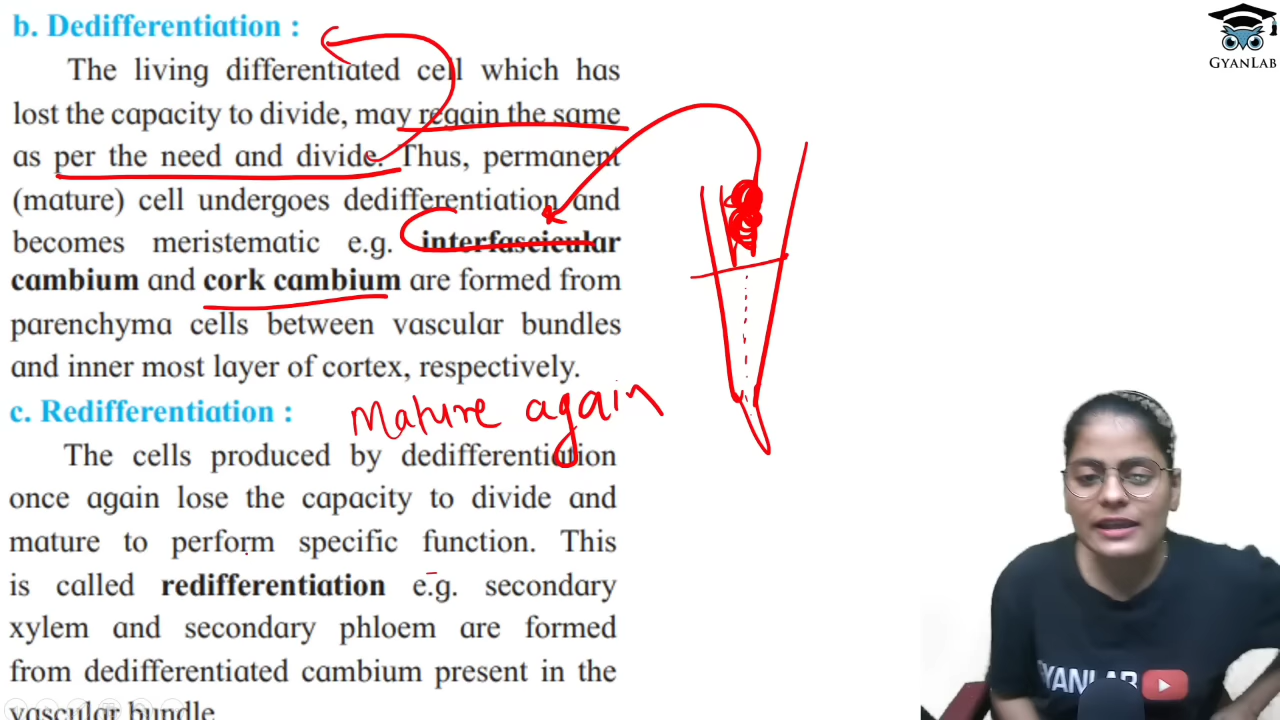 b. Dedifferentiation :
The living differentiated cell which has
lost the capacity to divide, may regain the same
as per the need and divide. Thus, permanent
(mature) cell undergoes dedifferentiation and
becomes meristematic e.g. interfascicular
cambium and cork cambium are formed from
parenchyma cells between vascular bundles
and inner most layer of cortex, respectively.
c. Redifferentiation :
Mature again
The cells produced by dedifferentiation
once again lose the capacity to divide and
mature to perform specific function. This
is called redifferentiation e.g. secondary
xylem and secondary phloem are formed
from dedifferentiated cambium present in the
vascular bundle.
GYANLAB
GYANLAB